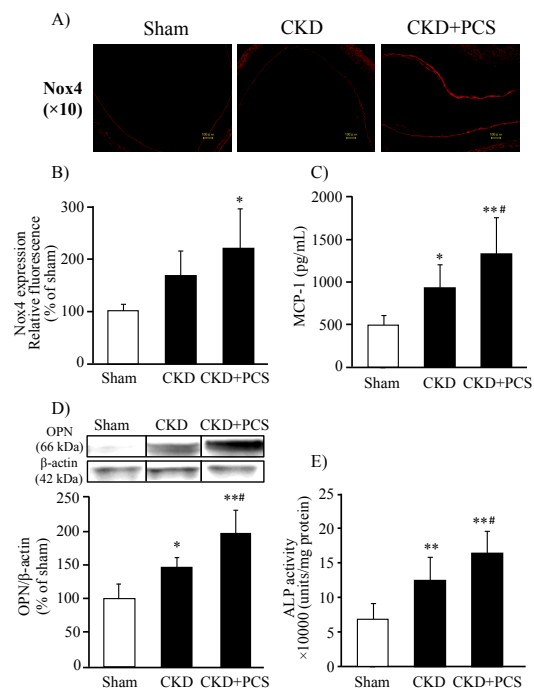 A)
Sham CKD CKD+PCS
Nox4
(×10)
100μm 100μm 100μm
B)
Nox4 expression
Relative fluorescence
(% of sham)
300
200
100
0
*
Sham CKD CKD+PCS
C)
MCP-1 (pg/mL)
2000
1500
1000
500
0
*
**#
Sham CKD CKD+PCS
D)
Sham CKD CKD+PCS
OPN
(66 kDa)
β-actin
(42 kDa)
OPN/β-actin
(% of sham)
250
200
150
100
50
0
*
**#
Sham CKD CKD+PCS
E)
ALP activity
×10000 (units/mg protein)
25
20
15
10
5
0
**
**#
Sham CKD CKD+PCS